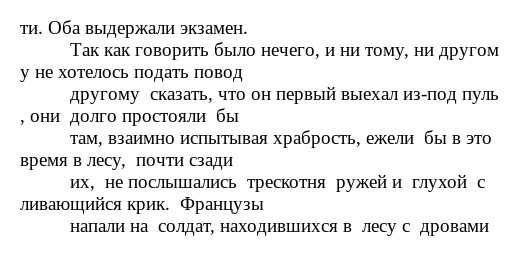 ти. Оба выдержали экзамен.
Так как говорить было нечего, и ни тому, ни другом
у не хотелось подать повод
другому  сказать, что он первый выехал из-под пуль
, они  долго простояли  бы
там, взаимно испытывая храбрость, ежели  бы в это
время в лесу,  почти сзади
их,  не послышались  трескотня  ружей и  глухой  с
ливающийся крик.  Французы
напали на  солдат, находившихся в  лесу с  дровами